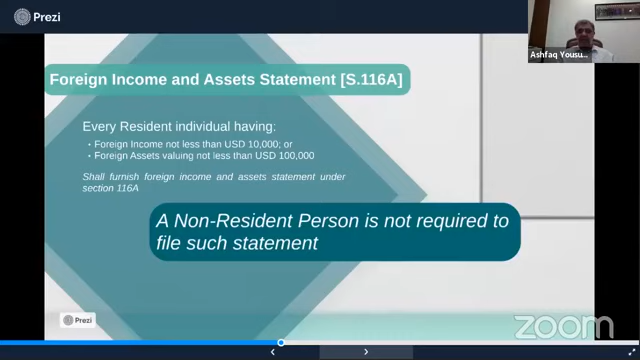 Prezi
Ashfaq Yousu...
Foreign Income and Assets Statement [S.116A]
Every Resident individual having:
• Foreign Income not less than USD 10,000; or
• Foreign Assets valuing not less than USD 100,000
Shall furnish foreign income and assets statement under
section 116A
A Non-Resident Person is not required to
file such statement
Prezi
zoom